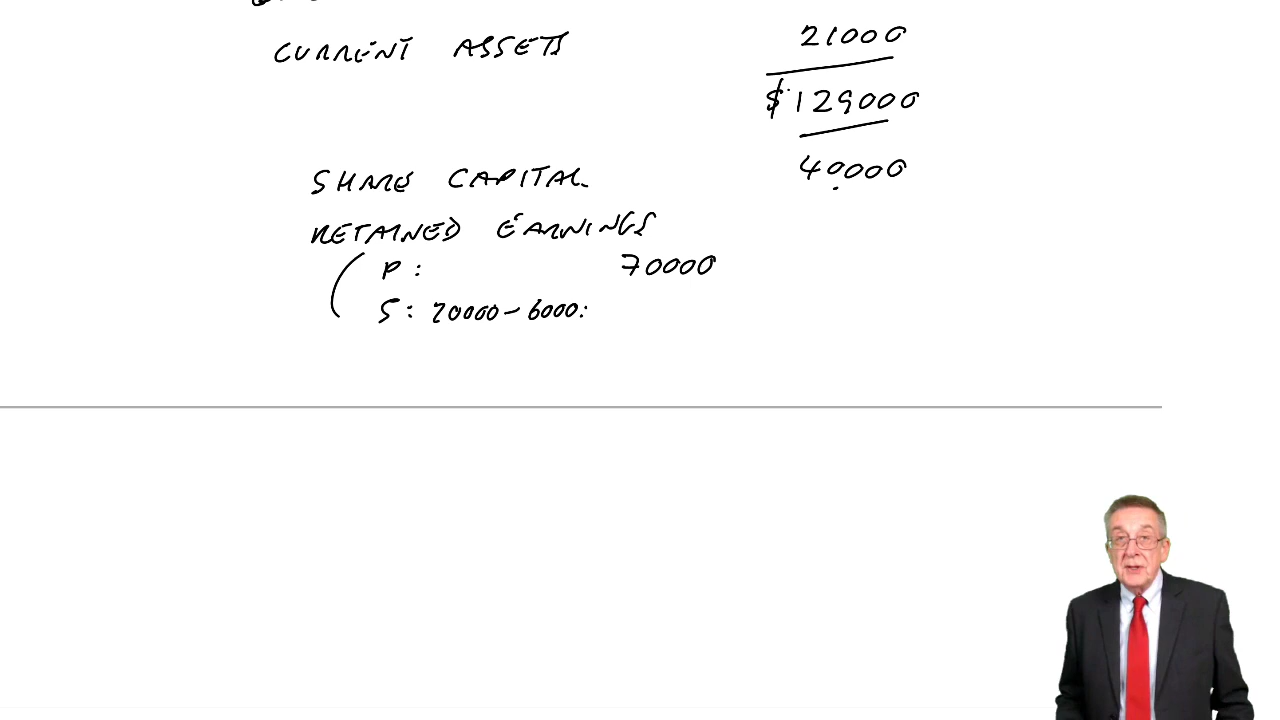 CURRENT ASSETS 21000
$129000
SHARE CAPITAL 40000
RETAINED EARNINGS
P: 70000
S: 20000-6000: